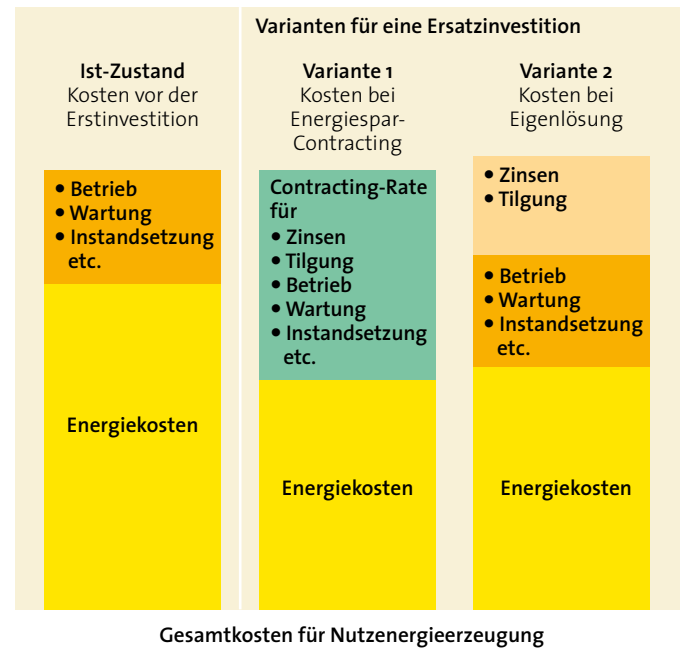 Varianten für eine Ersatzinvestition
Ist-Zustand
Kosten vor der
Erstinvestition
• Betrieb
• Wartung
• Instandsetzung
etc.
Energiekosten
Variante 1
Kosten bei
Energiespar-
Contracting
Contracting-Rate
für
• Zinsen
• Tilgung
• Betrieb
• Wartung
• Instandsetzung
etc.
Energiekosten
Variante 2
Kosten bei
Eigenlösung
• Zinsen
• Tilgung
• Betrieb
• Wartung
• Instandsetzung
etc.
Energiekosten
Gesamtkosten für Nutzenergieerzeugung